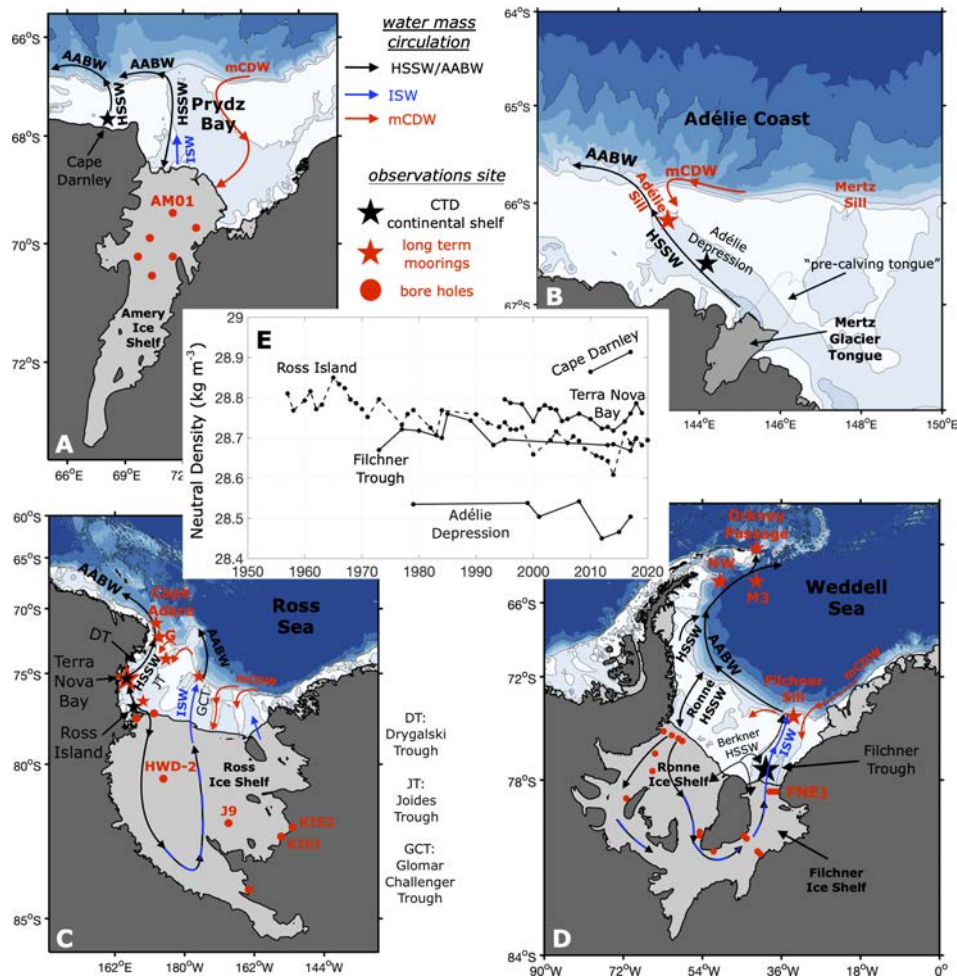 66°S
68°S
70°S
72°S
66°E
69°E
72
AABW
AABW
HSSW
HSSW
ISW
mCDW
Prydz
Bay
Cape
Darnley
AM01
Amery
Ice
Shelf
A
water mass
circulation
HSSW/AABW
ISW
mCDW
observations site
CTD
continental shelf
long term
moorings
bore holes
64°S
65°S
66°S
67°S
144°E
146°E
148°E
150°E
Adélie Coast
AABW
mCDW
Adélie
Sill
Mertz
Sill
HSSW
Adélie
Depression
"pre-calving
tongue"
Mertz
Glacier
Tongue
B
E
Neutral Density (kg m⁻³)
29
28.9
28.8
28.7
28.6
28.5
28.4
1950
1960
1970
1980
1990
2000
2010
2020
Ross Island
Cape Darnley
Terra Nova
Bay
Filchner
Trough
Adélie
Depression
60°S
65°S
70°S
75°S
80°S
85°S
162°E
180°W
162°W
144°W
AABW
Cape
Adare
DT
G
Ross
Sea
Terra
Nova
Bay
HSSW
JT
AABW
ISW
GCT
mCDW
Ross
Island
HWD-2
Ross
Ice Shelf
J9
KIS2
KIS1
C
DT:
Drygalski
Trough
JT:
Joides
Trough
GCT:
Glomar
Challenger
Trough
60°S
66°S
72°S
78°S
84°S
90°W
72°W
54°W
36°W
18°W
0°
Orkney
Passage
NW
M3
Weddell
Sea
HSSW
AABW
Ronne
HSSW
Filchner
Sill
mCDW
Berkner
HSSW
ISW
Ronne
Ice Shelf
Filchner
Trough
FNE1
Filchner
Ice Shelf
D